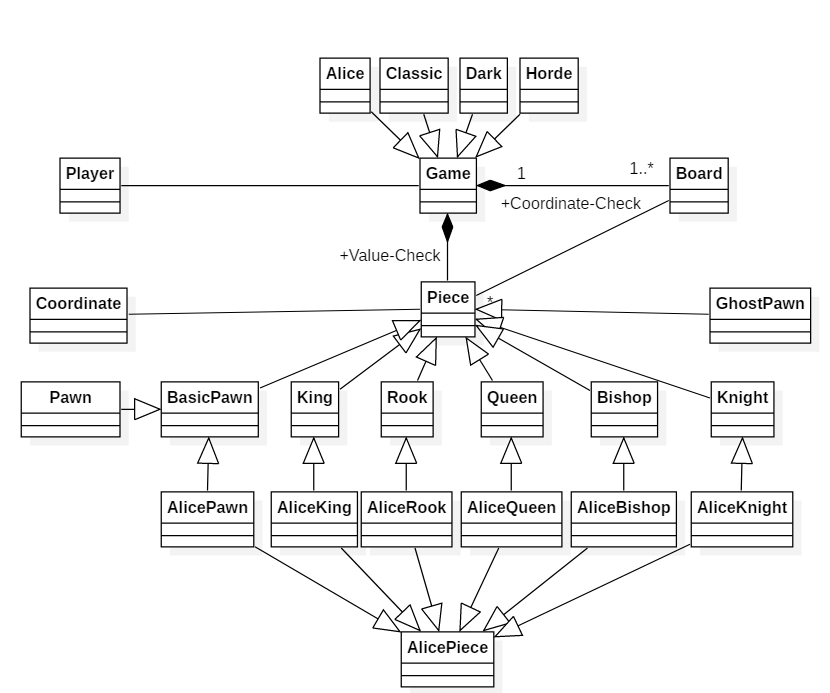 Alice Classic Dark Horde
Player Game 1 1..* Board
+Coordinate-Check
+Value-Check
Coordinate Piece * GhostPawn
Pawn BasicPawn King Rook Queen Bishop Knight
AlicePawn AliceKing AliceRook AliceQueen AliceBishop AliceKnight
AlicePiece